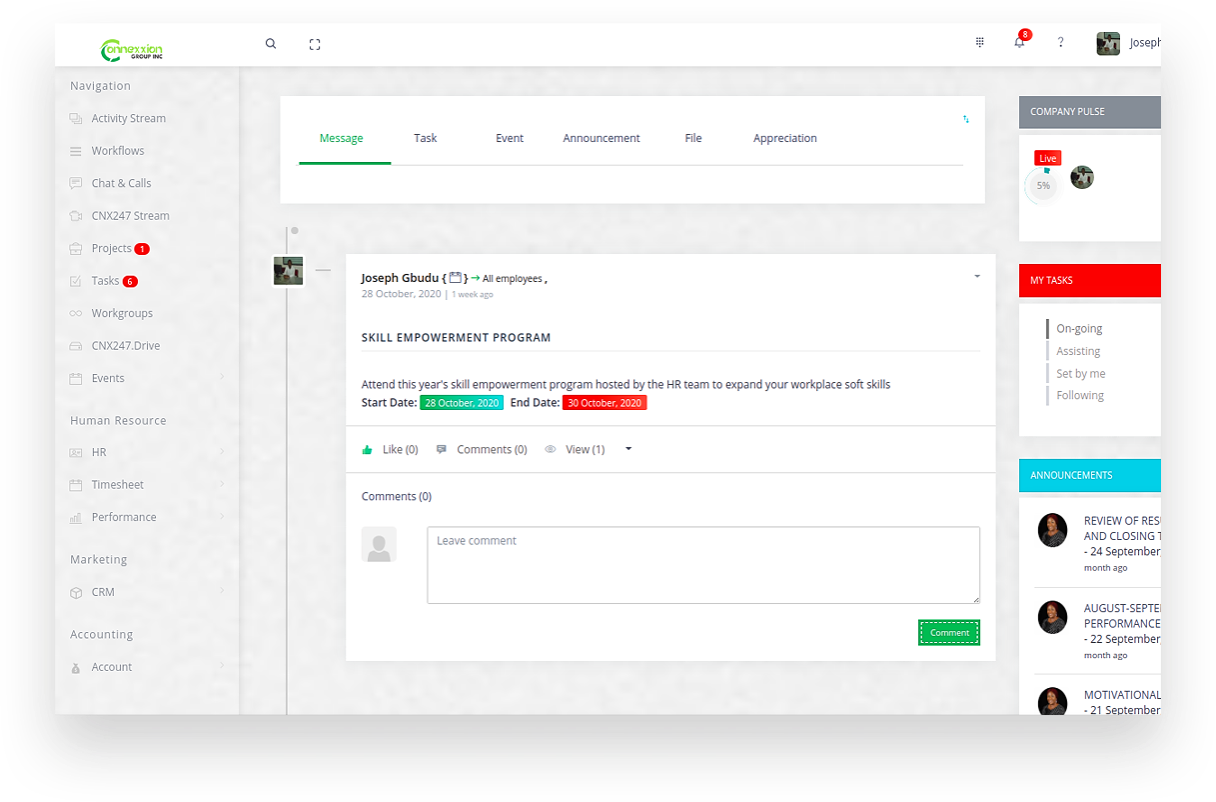 onnexxion
GROUP INC
8
?
Joseph
Navigation
Activity Stream
Workflows
Chat & Calls
CNX247 Stream
Projects 1
Tasks 6
Workgroups
CNX247.Drive
Events
Human Resource
HR
Timesheet
Performance
Marketing
CRM
Accounting
Account
Message Task Event Announcement File Appreciation
Joseph Gbudu { } → All employees ,
28 October, 2020 | 1 week ago
SKILL EMPOWERMENT PROGRAM
Attend this year's skill empowerment program hosted by the HR team to expand your workplace soft skills
Start Date: 28 October, 2020 End Date: 30 October, 2020
Like (0) Comments (0) View (1)
Comments (0)
Leave comment
Comment
COMPANY PULSE
Live
5%
MY TASKS
On-going
Assisting
Set by me
Following
ANNOUNCEMENTS
REVIEW OF RES
AND CLOSING
- 24 September,
month ago
AUGUST-SEPTE
PERFORMANCE
- 22 September,
month ago
MOTIVATIONAL
- 21 September